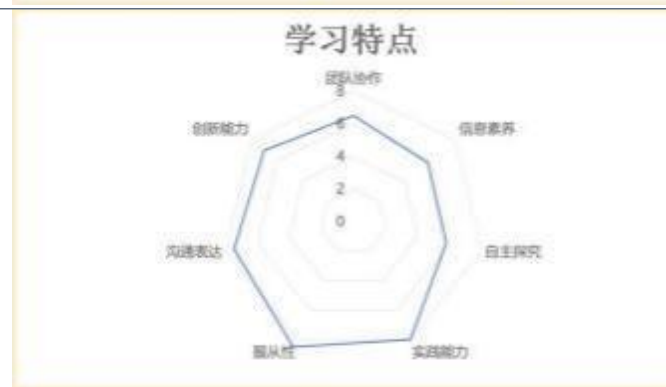 学习特点
团队协作
8
创新能力
6
信息素养
4
2
0
沟通表达
自主探究
服从性
实践能力